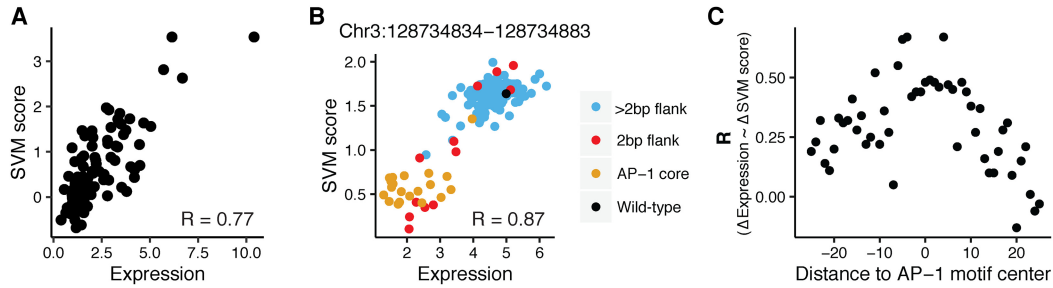 A
SVM score
3
2
1
0
R = 0.77
0.0 2.5 5.0 7.5 10.0
Expression
B
Chr3:128734834−128734883
SVM score
2.0
1.5
1.0
0.5
R = 0.87
2 3 4 5 6
Expression
>2bp flank
2bp flank
AP−1 core
Wild−type
C
R
(ΔExpression ~ ΔSVM score)
0.50
0.25
0.00
−20 −10 0 10 20
Distance to AP−1 motif center